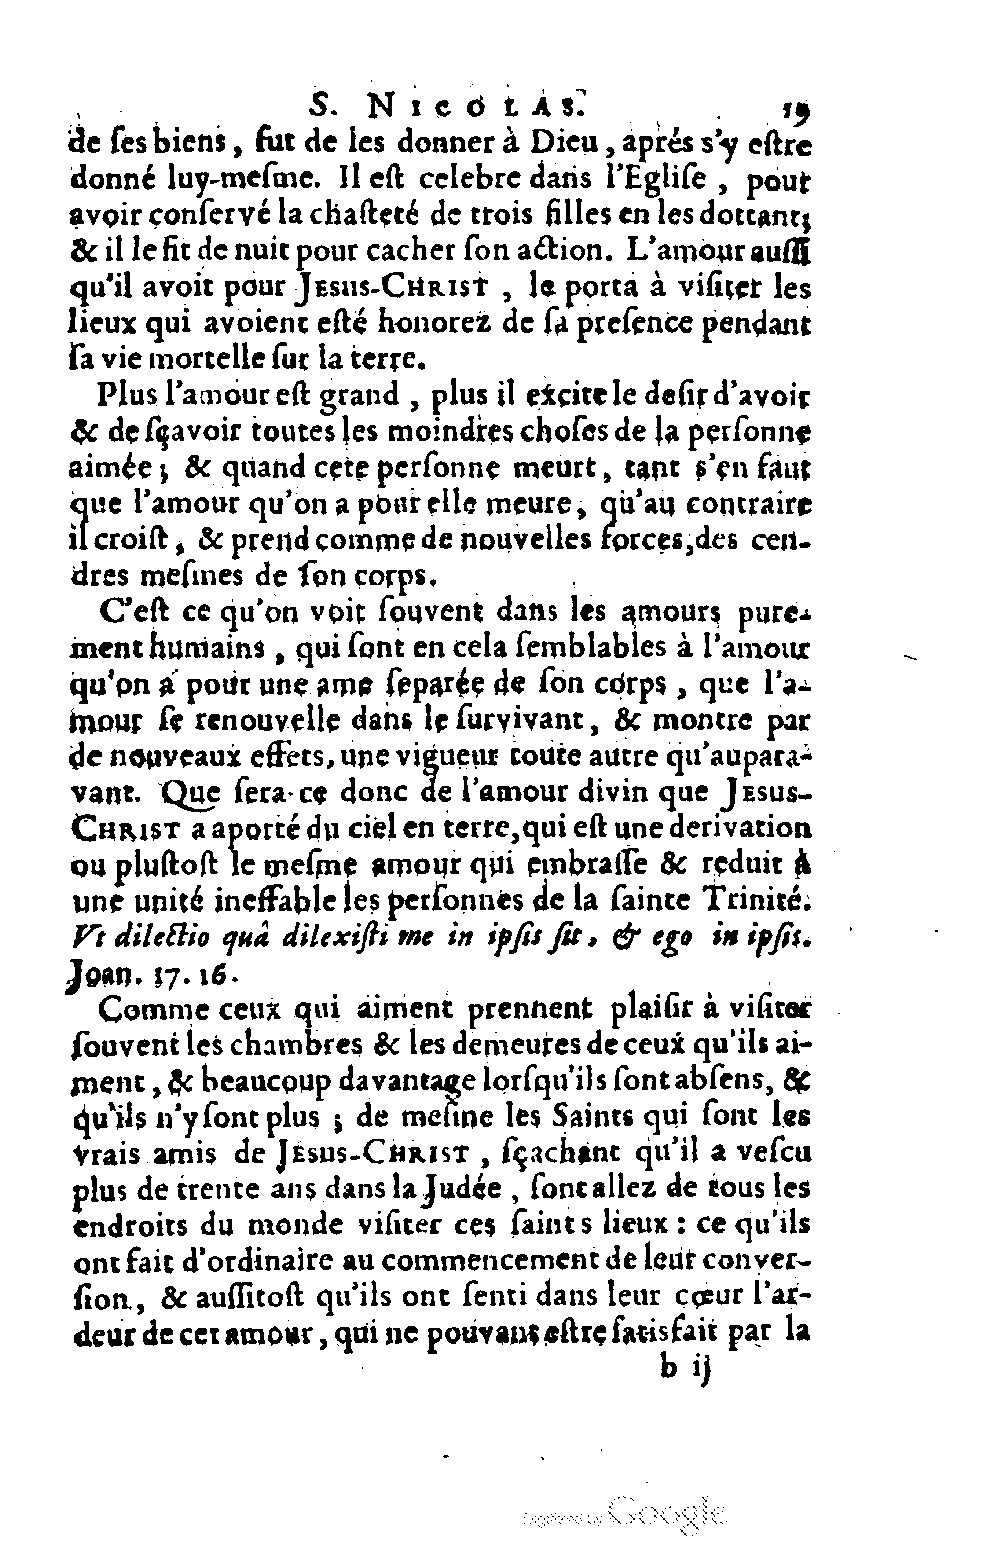 S. NICOLAS. 19
de ſes biens, fut de les donner à Dieu, aprés s'y eſtre
donné luy-meſme. Il eſt celebre dans l'Egliſe, pour
avoir conſervé la chaſteté de trois filles en les dottant;
& il le fit de nuit pour cacher ſon action. L'amour auſſi
qu'il avoit pour JESUS-CHRIST, le porta à viſiter les
lieux qui avoient eſté honorez de ſa preſence pendant
ſa vie mortelle ſur la terre.
Plus l'amour eſt grand, plus il excite le deſir d'avoir
& de ſçavoir toutes les moindres choſes de la perſonne
aimée; & quand cete perſonne meurt, tant s'en faut
que l'amour qu'on a pour elle meure, qu'au contraire
il croiſt, & prend comme de nouvelles forces, des cen-
dres meſmes de ſon corps.
C'eſt ce qu'on voit ſouvent dans les amours pure-
ment humains, qui ſont en cela ſemblables à l'amour
qu'on a pour une ame ſeparée de ſon corps, que l'a-
mour ſe renouvelle dans le ſurvivant, & montre par
de nouveaux effets, une vigueur toute autre qu'aupara-
vant. Que ſera-ce donc de l'amour divin que JESUS-
CHRIST a aporté du ciel en terre, qui eſt une derivation
ou pluſtoſt le meſme amour qui embraſſe & reduit à
une unité ineffable les perſonnes de la ſainte Trinité.
Vt dilectio quâ dilexiſti me in ipſis ſit, & ego in ipſis.
Joan. 17. 16.
Comme ceux qui aiment prennent plaiſir à viſiter
ſouvent les chambres & les demeures de ceux qu'ils ai-
ment, & beaucoup davantage lorſqu'ils ſont abſens, &
qu'ils n'y ſont plus; de meſme les Saints qui ſont les
vrais amis de JESUS-CHRIST, ſçachant qu'il a veſcu
plus de trente ans dans la Judée, ſont allez de tous les
endroits du monde viſiter ces ſaints lieux: ce qu'ils
ont fait d'ordinaire au commencement de leur conver-
ſion, & auſſitoſt qu'ils ont ſenti dans leur cœur l'ar-
deur de cet amour, qui ne pouvant eſtre ſatisfait par la
b ij
Digitized by Google